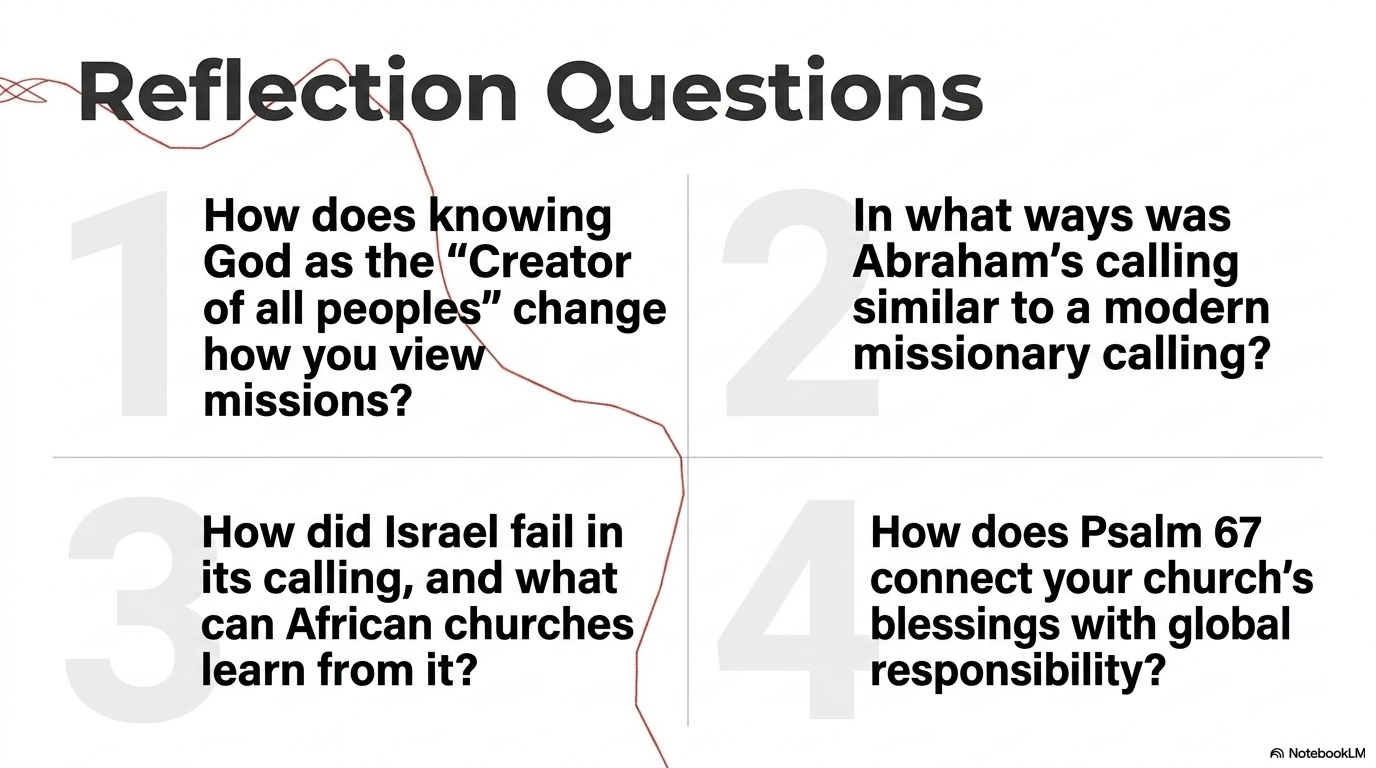 Reflection Questions
1
How does knowing
God as the “Creator
of all peoples” change
how you view
missions?
2
In what ways was
Abraham’s calling
similar to a modern
missionary calling?
3
How did Israel fail in
its calling, and what
can African churches
learn from it?
4
How does Psalm 67
connect your church’s
blessings with global
responsibility?
NotebookLM